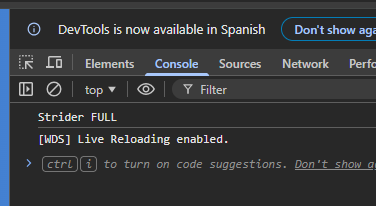 DevTools is now available in Spanish
Don't show aga
Elements Console Sources Network Perfo
top Filter
Strider FULL
[WDS] Live Reloading enabled.
ctrl i to turn on code suggestions. Don't show ag